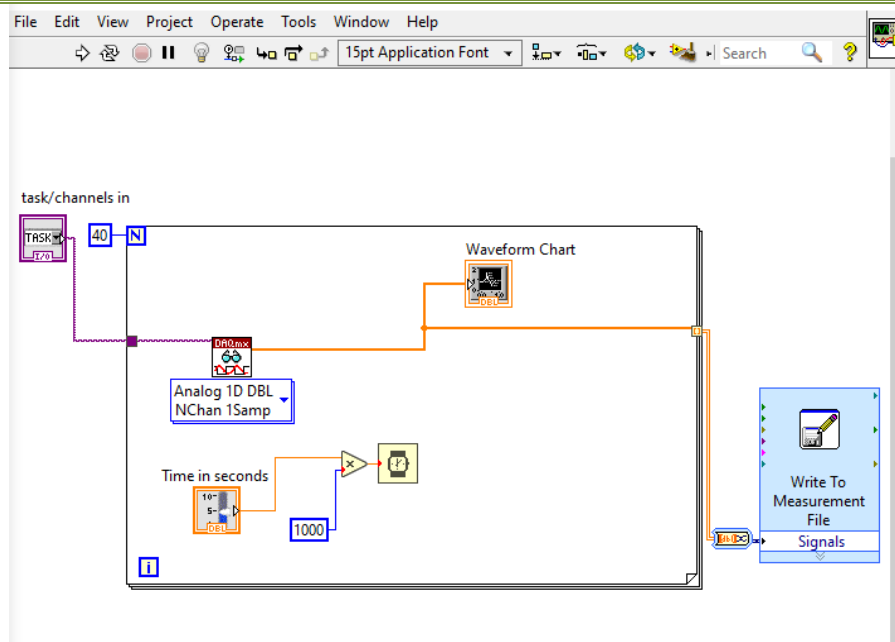 File Edit View Project Operate Tools Window Help
15pt Application Font
Search
?
task/channels in
TASK
I/O
40
N
Waveform Chart
2
DBL
DAQmx
Analog 1D DBL
NChan 1Samp
Time in seconds
10
5
DBL
×
1000
i
Write To
Measurement
File
Signals